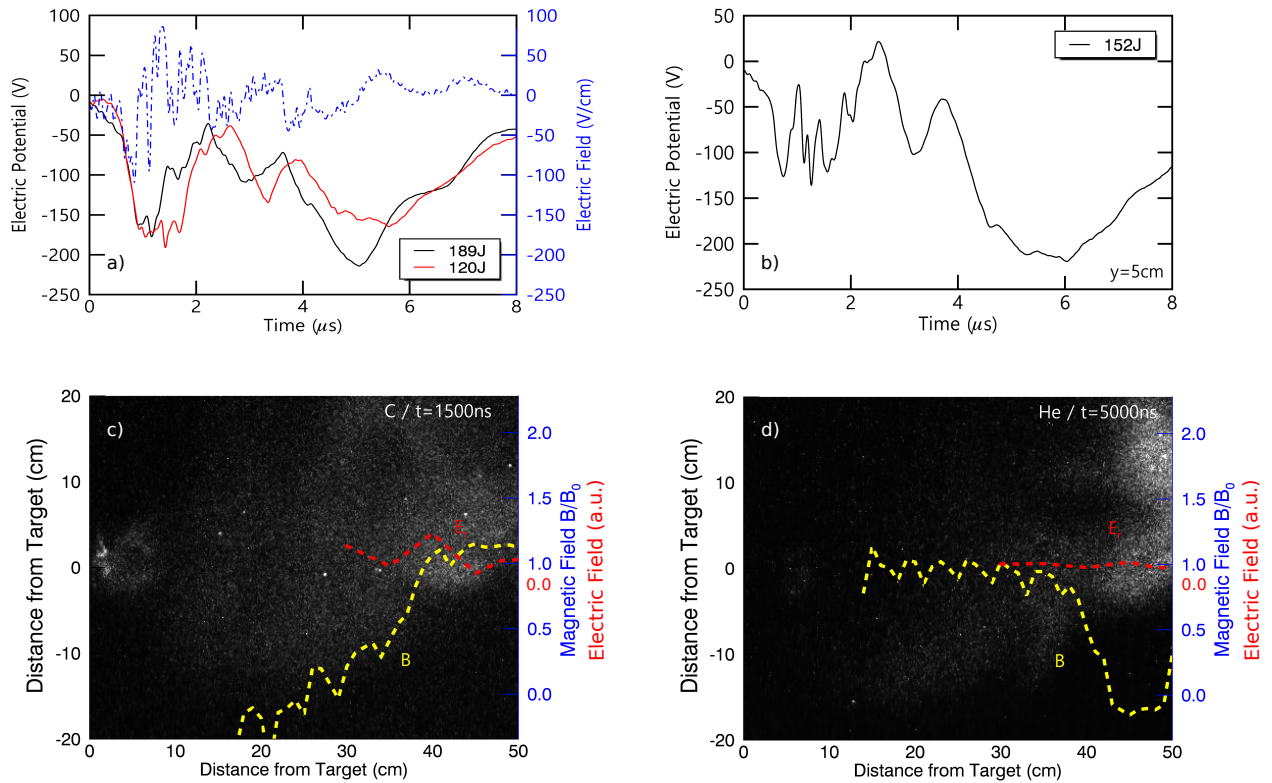 100
50
0
-50
-100
-150
-200
-250
Electric Potential (V)
100
50
0
-50
-100
-150
-200
-250
Electric Field (V/cm)
189J
120J
a)
0
2
4
6
8
Time (μs)
50
0
-50
-100
-150
-200
-250
Electric Potential (V)
152J
b)
y=5cm
0
2
4
6
8
Time (μs)
20
10
0
-10
-20
Distance from Target (cm)
c)
C / t=1500ns
Er
B
2.0
1.5
1.0
0.0
0.5
0.0
Magnetic Field B/B0
Electric Field (a.u.)
0
10
20
30
40
50
Distance from Target (cm)
20
10
0
-10
-20
Distance from Target (cm)
d)
He / t=5000ns
Er
B
2.0
1.5
1.0
0.0
0.5
0.0
Magnetic Field B/B0
Electric Field (a.u.)
0
10
20
30
40
50
Distance from Target (cm)